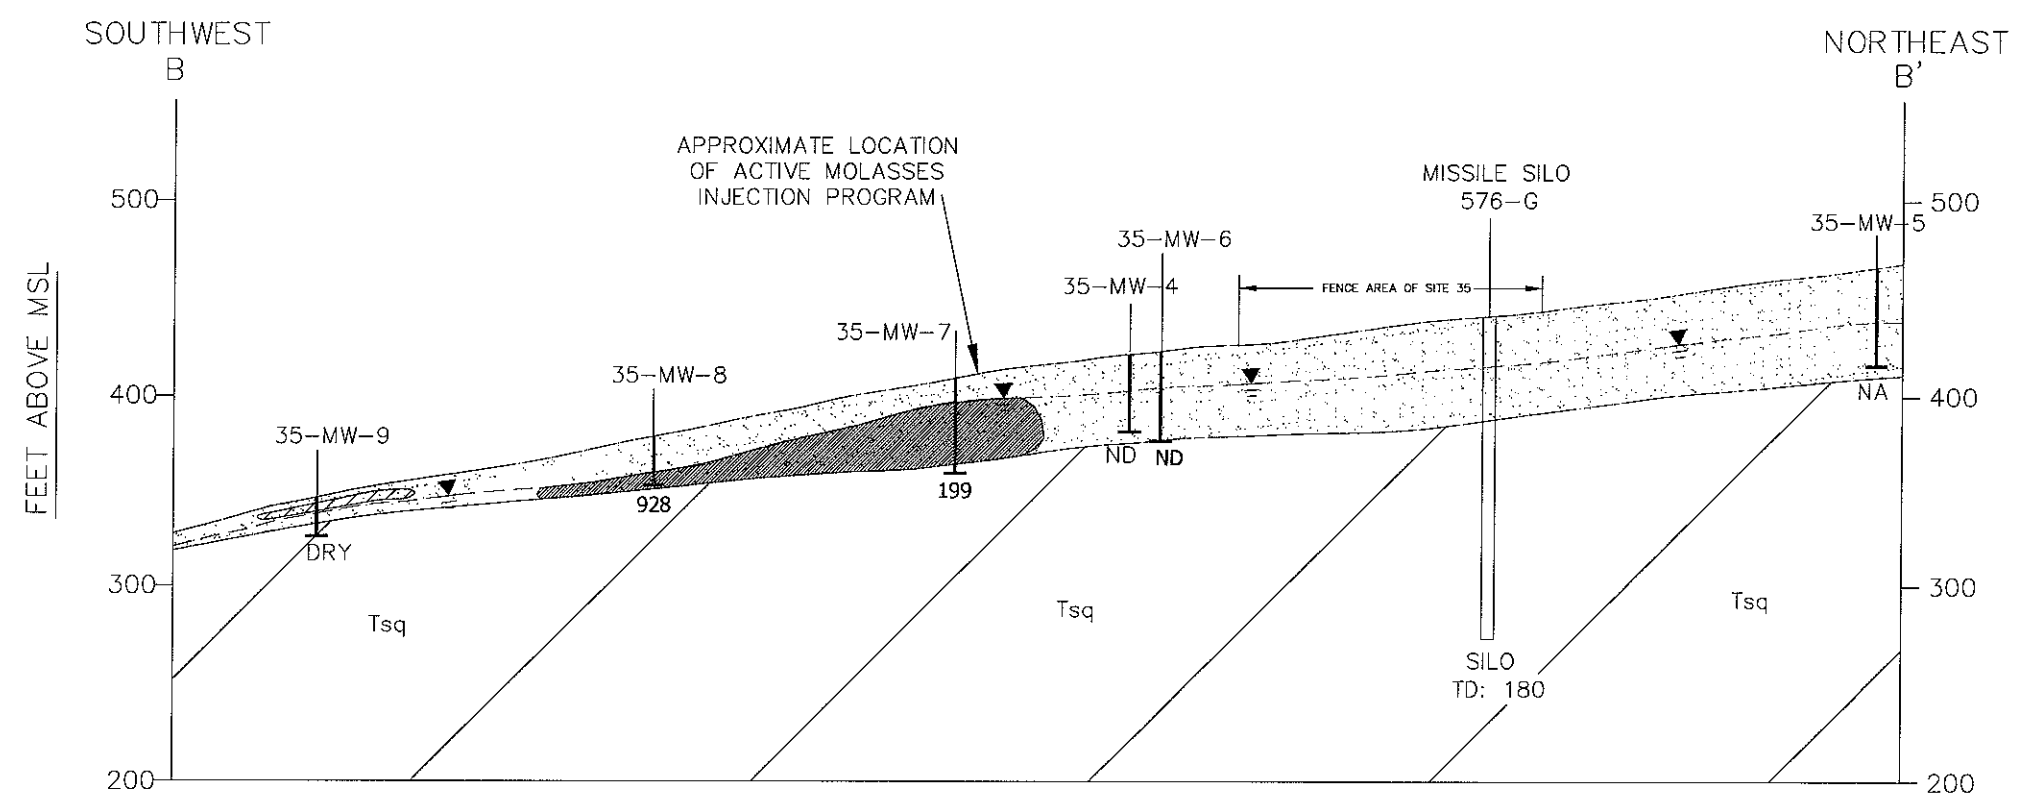 SOUTHWEST
B
NORTHEAST
B'
APPROXIMATE LOCATION
OF ACTIVE MOLASSES
INJECTION PROGRAM
MISSILE SILO
576-G
500
500
35-MW-5
35-MW-6
35-MW-4
FENCE AREA OF SITE 35
FEET ABOVE MSL
35-MW-7
35-MW-8
400
400
NA
35-MW-9
ND
ND
199
928
DRY
300
300
Tsq
Tsq
Tsq
SILO
TD: 180
200
200